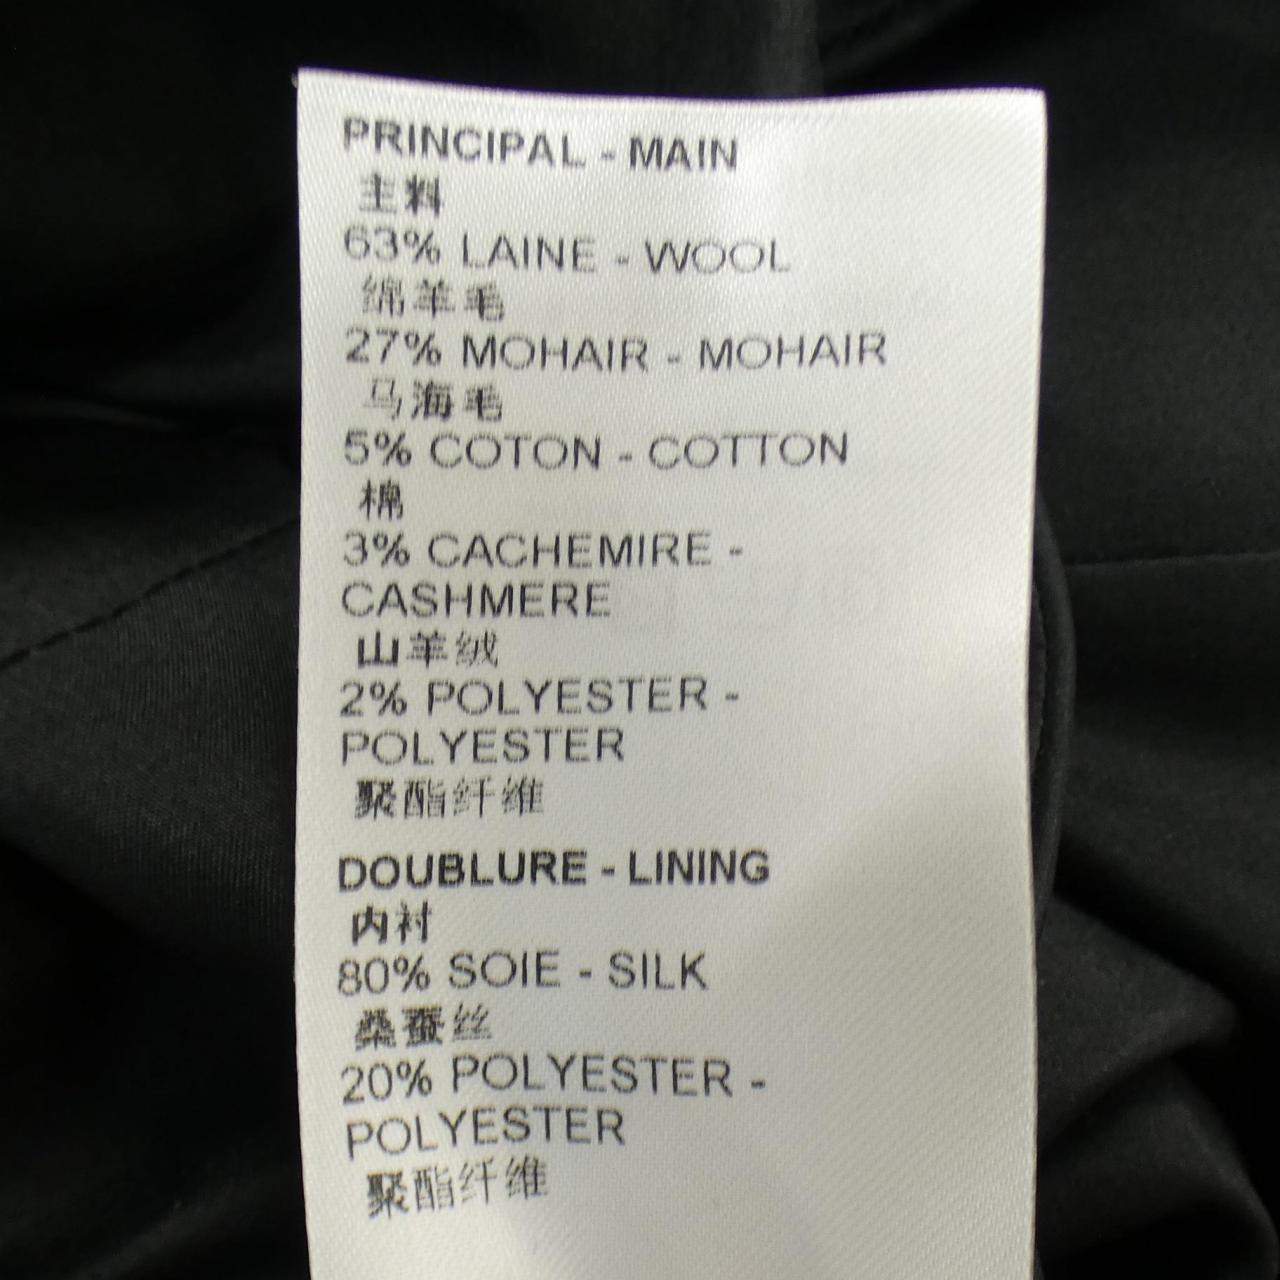 PRINCIPAL - MAIN
主料
63% LAINE - WOOL
绵羊毛
27% MOHAIR - MOHAIR
马海毛
5% COTON - COTTON
棉
3% CACHEMIRE -
CASHMERE
山羊绒
2% POLYESTER -
POLYESTER
聚酯纤维
DOUBLURE - LINING
内衬
80% SOIE - SILK
桑蚕丝
20% POLYESTER -
POLYESTER
聚酯纤维